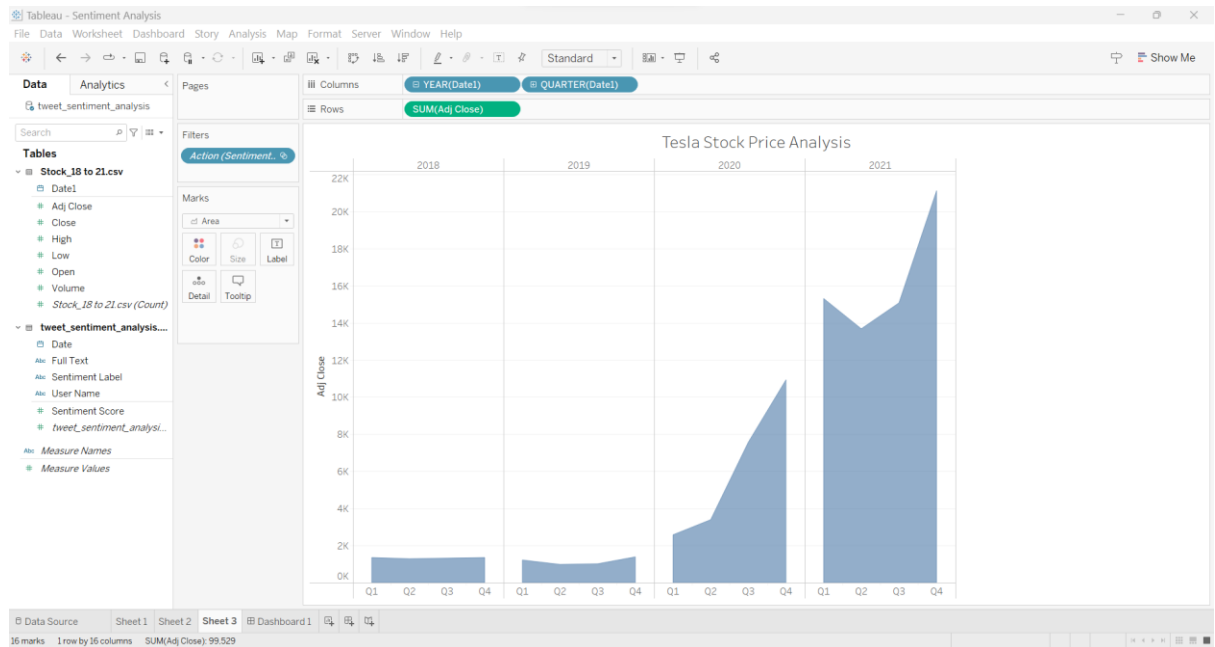 Tableau - Sentiment Analysis
File Data Worksheet Dashboard Story Analysis Map Format Server Window Help
Standard
Show Me
Data Analytics
tweet_sentiment_analysis
Search
Tables
Stock_18 to 21.csv
Date1
# Adj Close
# Close
# High
# Low
# Open
# Volume
# Stock_18 to 21.csv (Count)
tweet_sentiment_analysis....
Date
Abc Full Text
Abc Sentiment Label
Abc User Name
# Sentiment Score
# tweet_sentiment_analysi...
Abc Measure Names
# Measure Values
Pages
Filters
Action (Sentiment..
Marks
Area
Color Size Label
Detail Tooltip
Columns YEAR(Date1) QUARTER(Date1)
Rows SUM(Adj Close)
Tesla Stock Price Analysis
2018 2019 2020 2021
22K
20K
18K
16K
14K
12K
10K
8K
6K
4K
2K
0K
Adj Close
Q1 Q2 Q3 Q4 Q1 Q2 Q3 Q4 Q1 Q2 Q3 Q4 Q1 Q2 Q3 Q4
Data Source Sheet 1 Sheet 2 Sheet 3 Dashboard 1
16 marks 1 row by 16 columns SUM(Adj Close): 99.529